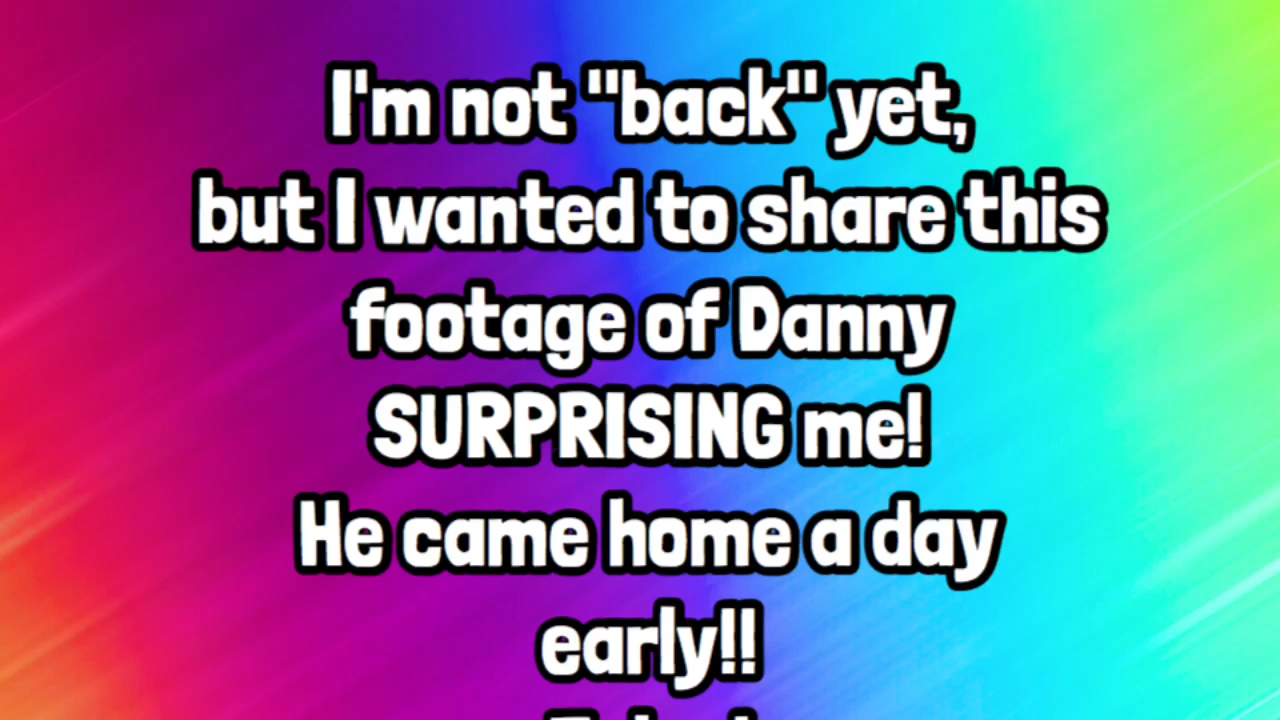 I'm not "back" yet,
but I wanted to share this
footage of Danny
SURPRISING me!
He came home a day
early!!